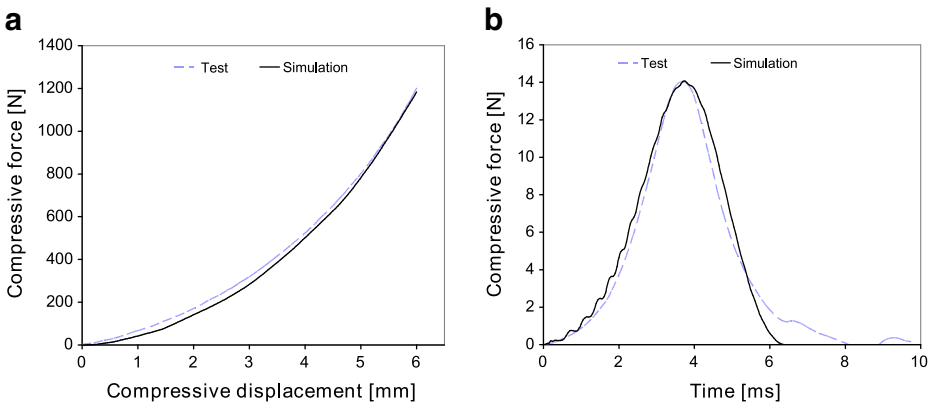 a
1400
1200
1000
800
600
400
200
0
0 1 2 3 4 5 6
Compressive force [N]
Compressive displacement [mm]
Test Simulation
b
16
14
12
10
8
6
4
2
0
0 2 4 6 8 10
Compressive force [N]
Time [ms]
Test Simulation